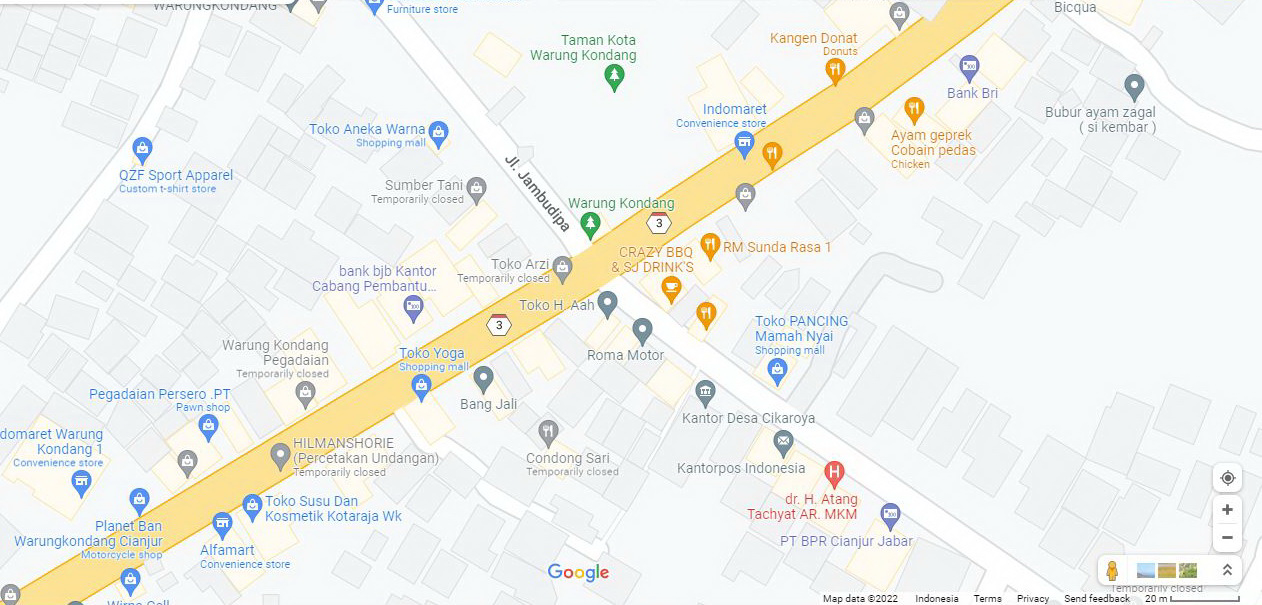 WARUNGKONDANG
Furniture store
Bicqua
Taman Kota
Warung Kondang
Kangen Donat
Donuts
Bank Bri
Indomaret
Convenience store
Bubur ayam zagal
( si kembar )
Toko Aneka Warna
Shopping mall
Ayam geprek
Cobain pedas
Chicken
QZF Sport Apparel
Custom t-shirt store
Jl. Jambudipa
Sumber Tani
Temporarily closed
Warung Kondang
3
CRAZY BBQ
& SJ DRINK'S
RM Sunda Rasa 1
Toko Arzi
Temporarily closed
bank bjb Kantor
Cabang Pembantu...
Toko H. Aah
3
Toko PANCING
Mamah Nyai
Shopping mall
Roma Motor
Warung Kondang
Pegadaian
Temporarily closed
Toko Yoga
Shopping mall
Pegadaian Persero .PT
Pawn shop
Bang Jali
Kantor Desa Cikaroya
ndomaret Warung
Kondang 1
Convenience store
HILMANSHORIE
(Percetakan Undangan)
Temporarily closed
Condong Sari
Temporarily closed
Kantorpos Indonesia
dr. H. Atang
Tachyat AR. MKM
Toko Susu Dan
Kosmetik Kotaraja Wk
Planet Ban
Warungkondang Cianjur
Motorcycle shop
Alfamart
Convenience store
PT BPR Cianjur Jabar
Google
Temporarily closed
Map data ©2022 Indonesia Terms Privacy Send feedback 20 m